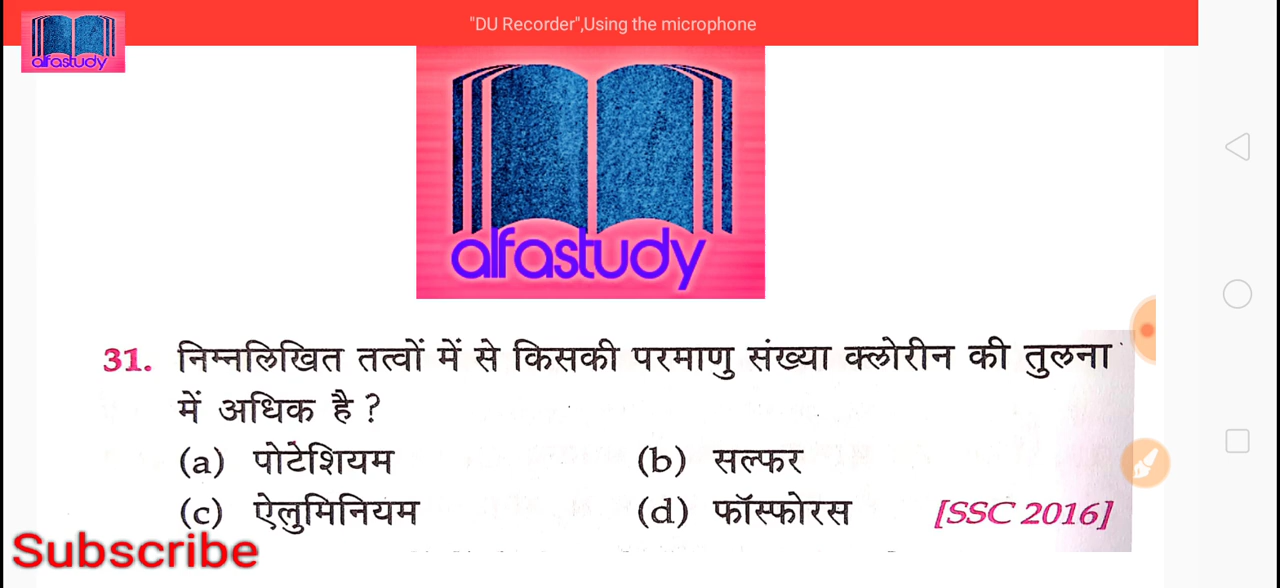 "DU Recorder",Using the microphone
alfastudy
alfastudy
31. निम्नलिखित तत्वों में से किसकी परमाणु संख्या क्लोरीन की तुलना
में अधिक है ?
(a) पोटेशियम (b) सल्फर
(c) ऐलुमिनियम (d) फॉस्फोरस [SSC 2016]
Subscribe